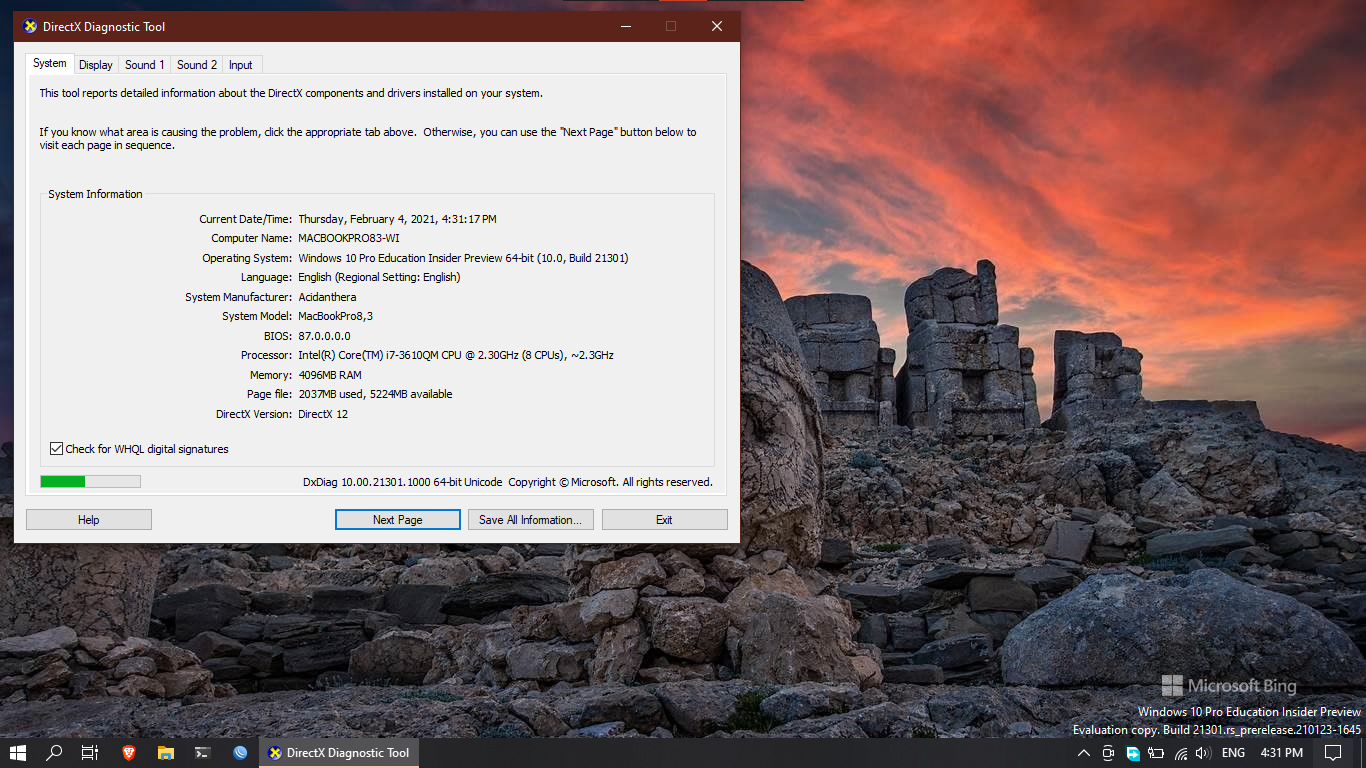 DirectX Diagnostic Tool
System Display Sound 1 Sound 2 Input
This tool reports detailed information about the DirectX components and drivers installed on your system.
If you know what area is causing the problem, click the appropriate tab above.  Otherwise, you can use the "Next Page" button below to
visit each page in sequence.
System Information
Current Date/Time: Thursday, February 4, 2021, 4:31:17 PM
Computer Name: MACBOOKPRO83-WI
Operating System: Windows 10 Pro Education Insider Preview 64-bit (10.0, Build 21301)
Language: English (Regional Setting: English)
System Manufacturer: Acidanthera
System Model: MacBookPro8,3
BIOS: 87.0.0.0.0
Processor: Intel(R) Core(TM) i7-3610QM CPU @ 2.30GHz (8 CPUs), ~2.3GHz
Memory: 4096MB RAM
Page file: 2037MB used, 5224MB available
DirectX Version: DirectX 12
Check for WHQL digital signatures
DxDiag 10.00.21301.1000 64-bit Unicode  Copyright © Microsoft. All rights reserved.
Help Next Page Save All Information... Exit
Microsoft Bing
Windows 10 Pro Education Insider Preview
Evaluation copy. Build 21301.rs_prerelease.210123-1645
DirectX Diagnostic Tool ENG 4:31 PM